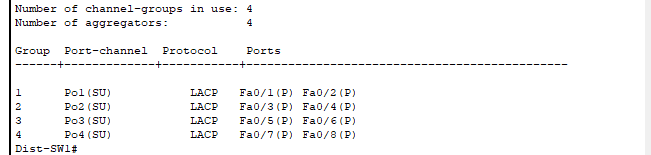 Number of channel-groups in use: 4
Number of aggregators: 4
Group Port-channel Protocol Ports
------+-------------+-----------+----------------------------------------------
1 Po1(SU) LACP Fa0/1(P) Fa0/2(P)
2 Po2(SU) LACP Fa0/3(P) Fa0/4(P)
3 Po3(SU) LACP Fa0/5(P) Fa0/6(P)
4 Po4(SU) LACP Fa0/7(P) Fa0/8(P)
Dist-SW1#